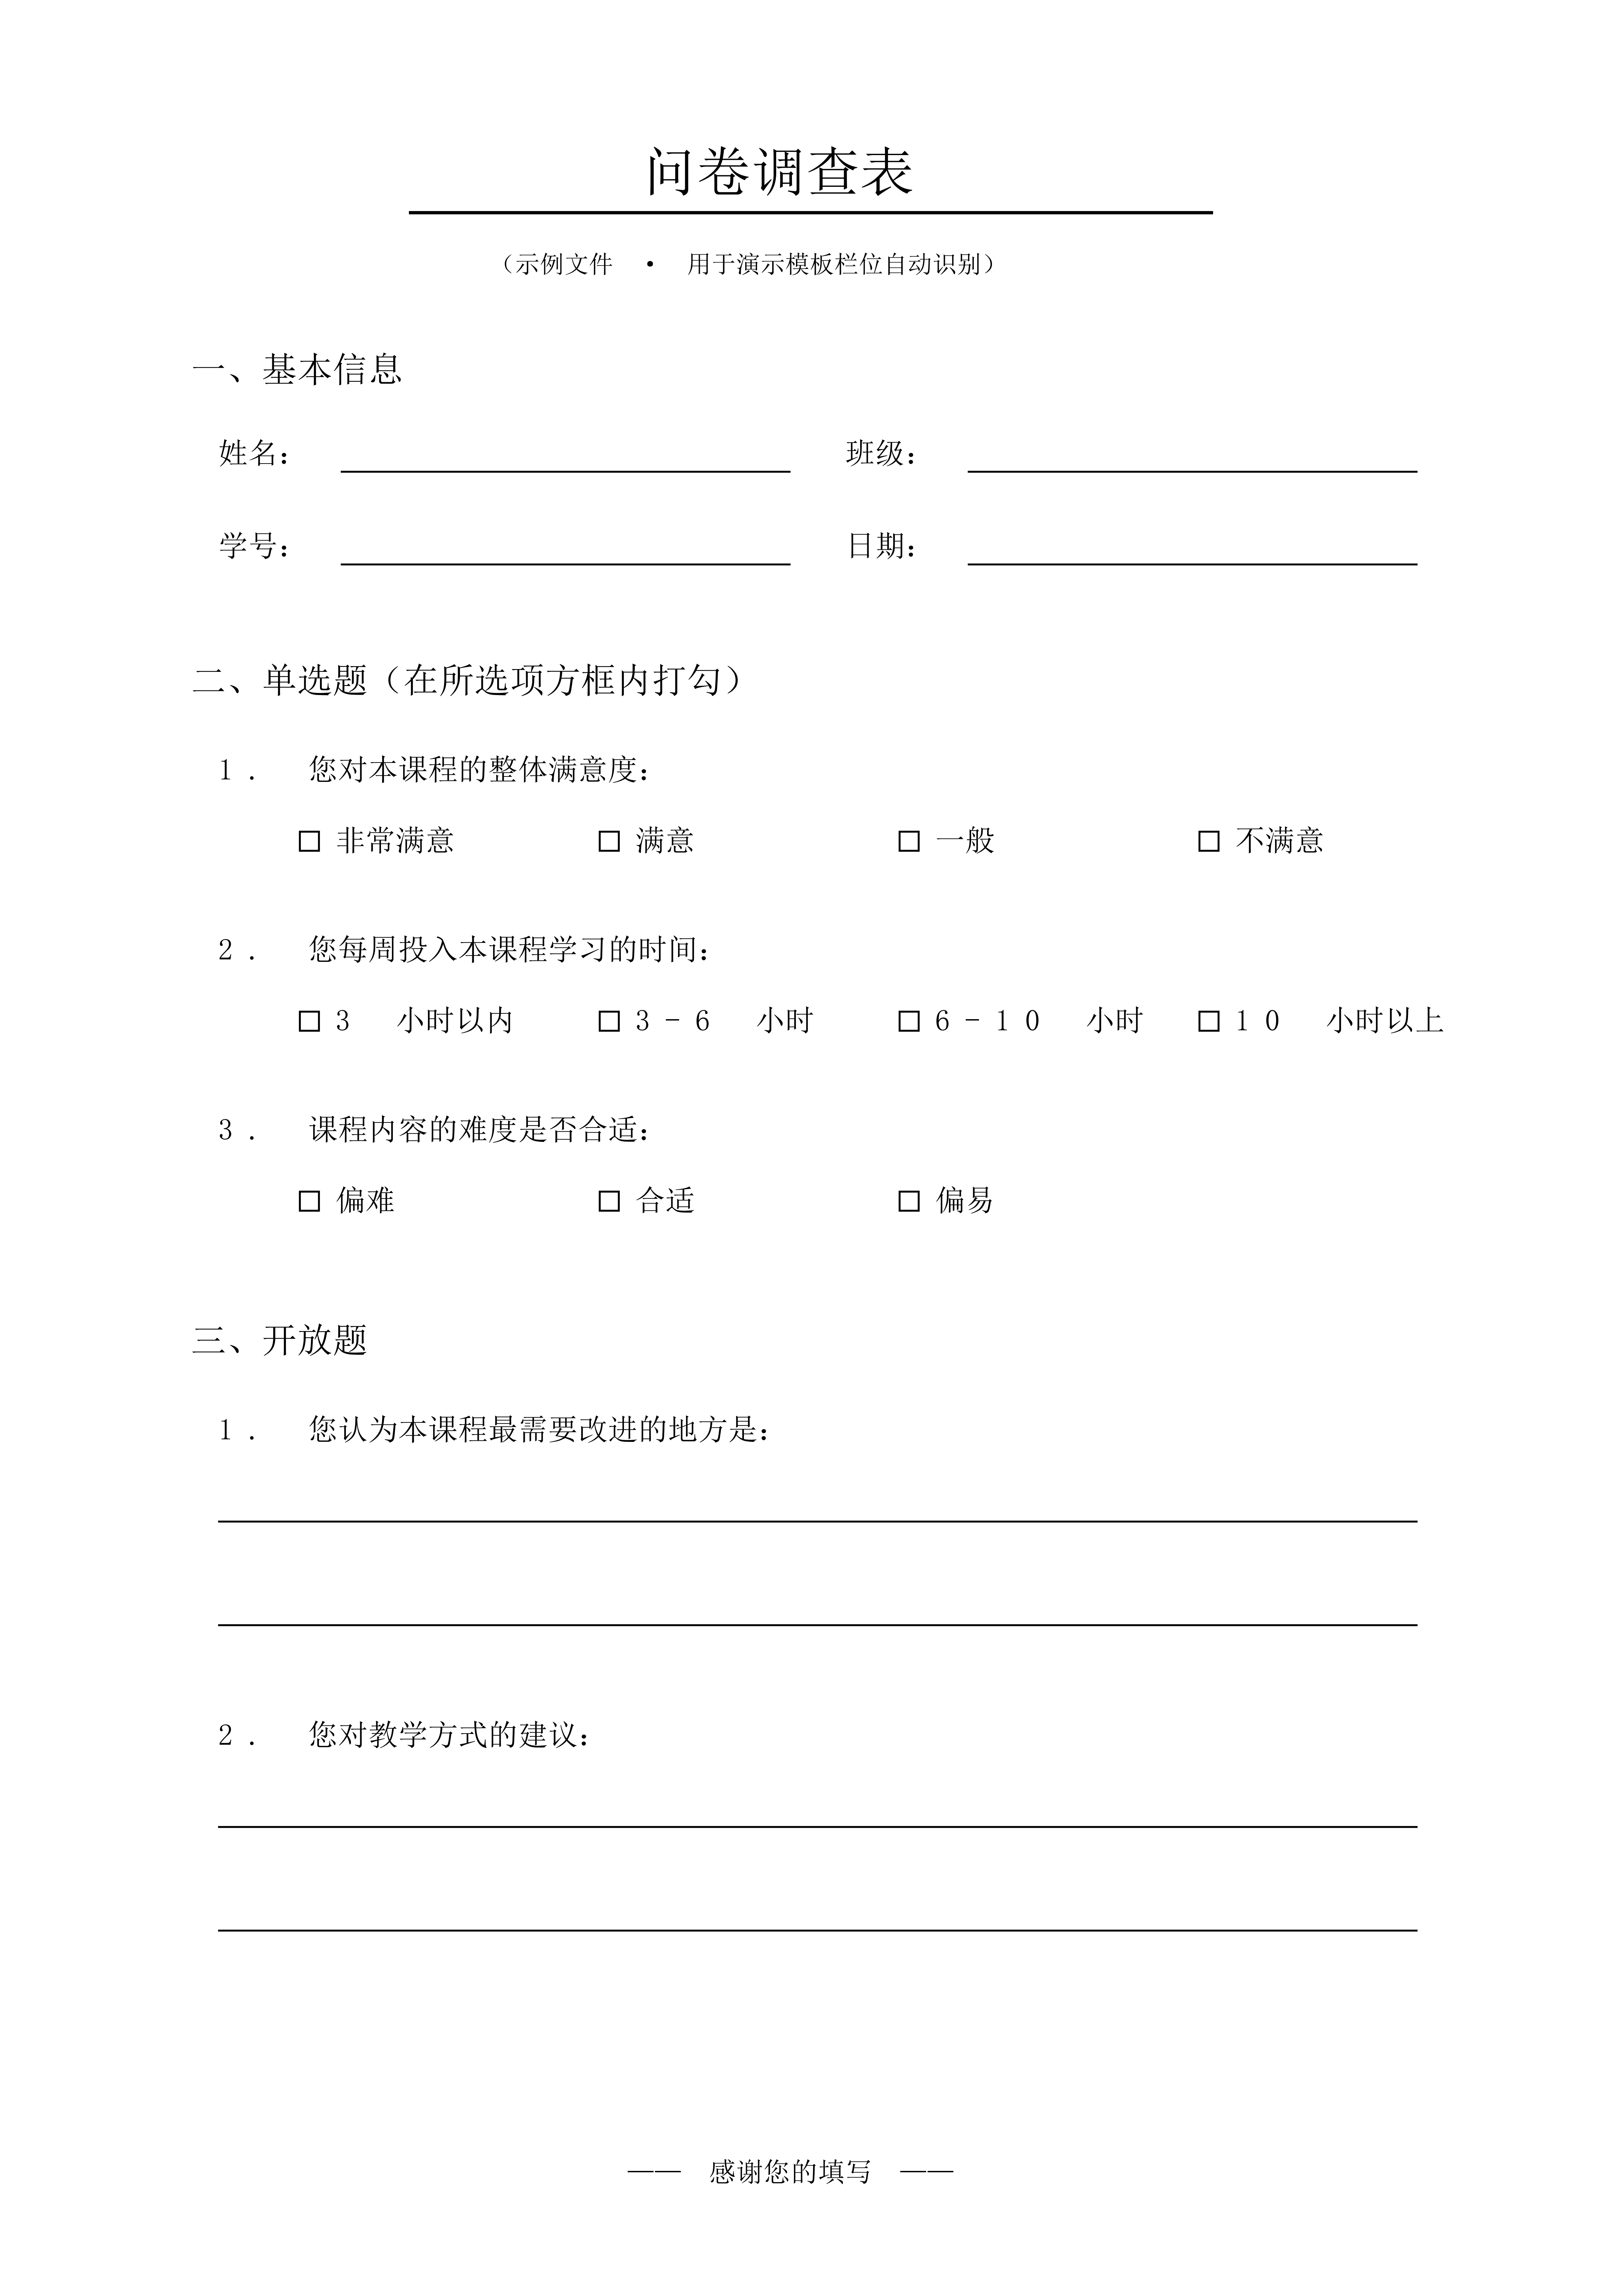 问卷调查表
（示例文件 • 用于演示模板栏位自动识别）
一、基本信息
姓名： 班级：
学号： 日期：
二、单选题（在所选项方框内打勾）
1. 您对本课程的整体满意度：
□ 非常满意 □ 满意 □ 一般 □ 不满意
2. 您每周投入本课程学习的时间：
□ 3 小时以内 □ 3-6 小时 □ 6-10 小时 □ 10 小时以上
3. 课程内容的难度是否合适：
□ 偏难 □ 合适 □ 偏易
三、开放题
1. 您认为本课程最需要改进的地方是：
2. 您对教学方式的建议：
—— 感谢您的填写 ——